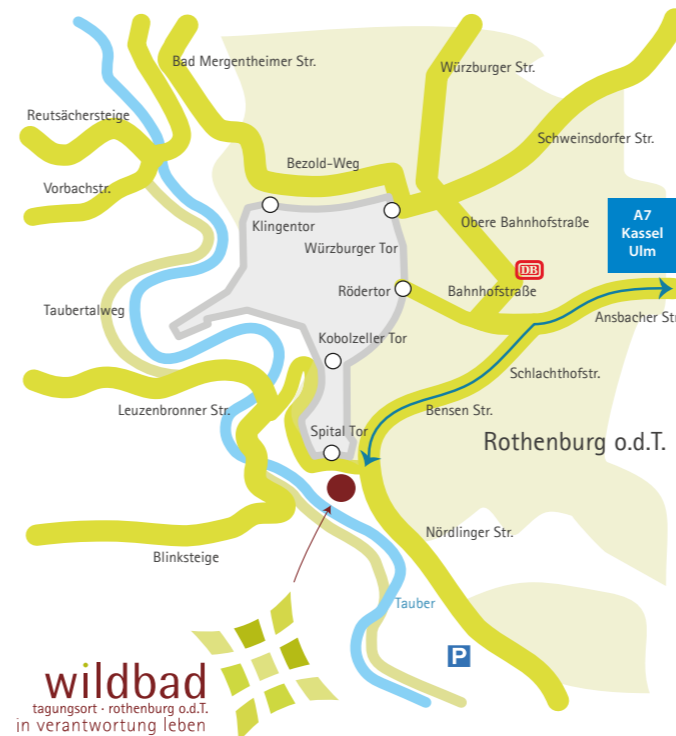 Bad Mergentheimer Str.
Würzburger Str.
Reutsächersteige
Schweinsdorfer Str.
Bezold-Weg
Vorbachstr.
Klingentor
Obere Bahnhofstraße
A7
Kassel
Ulm
Würzburger Tor
DB
Rödertor
Bahnhofstraße
Taubertalweg
Ansbacher Str
Kobolzeller Tor
Schlachthofstr.
Leuzenbronner Str.
Bensen Str.
Spital Tor
Rothenburg o.d.T.
Nördlinger Str.
Blinksteige
Tauber
P
wildbad
tagungsort - rothenburg o.d.T.
in verantwortung leben